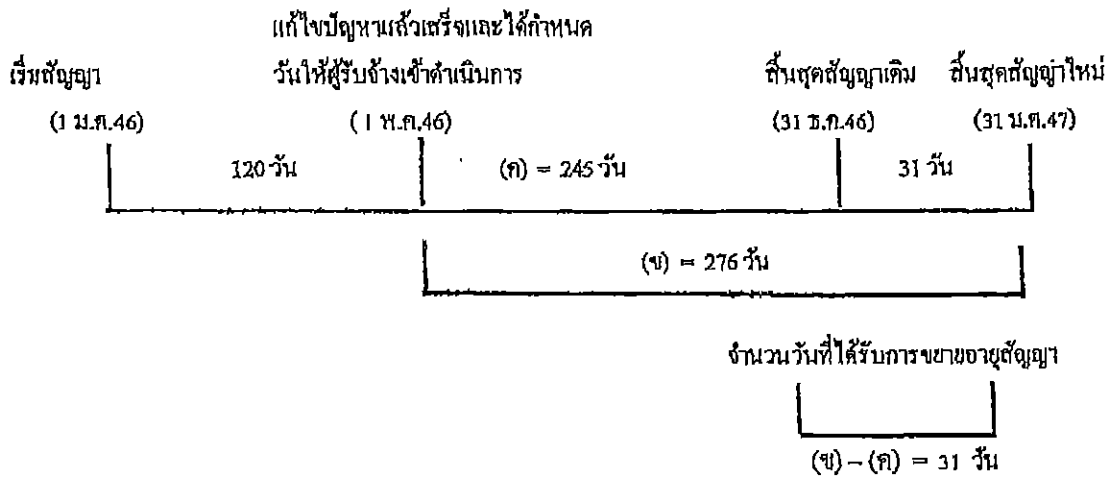 แก้ไขปัญหาแล้วเสร็จและได้กำหนด
เริ่มสัญญา วันให้ผู้รับจ้างเข้าดำเนินการ สิ้นสุดสัญญาเดิม สิ้นสุดสัญญาใหม่
(1 ม.ค.46) (1 พ.ค.46) (31 ธ.ค.46) (31 ม.ค.47)
120 วัน (ค) = 245 วัน 31 วัน
(ข) = 276 วัน
จำนวนวันที่ได้รับการขยายอายุสัญญา
(ข) – (ค) = 31 วัน